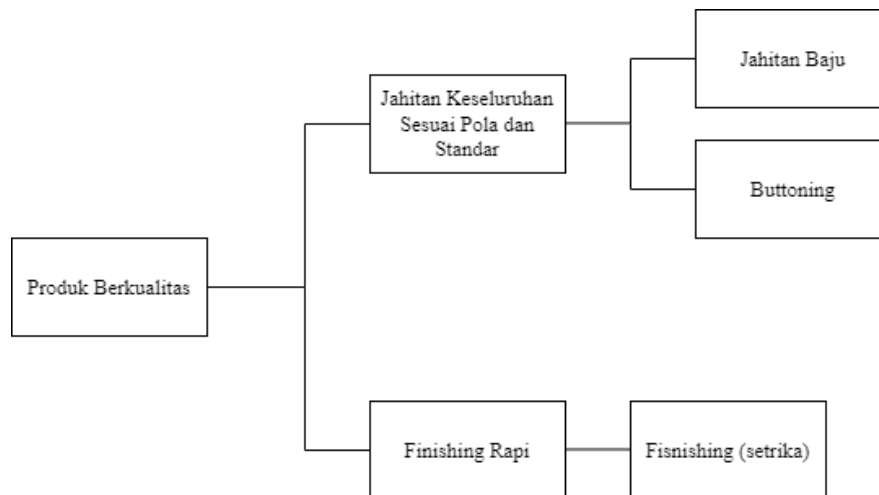 Jahitan Baju
Jahitan Keseluruhan
Sesuai Pola dan
Standar
Buttoning
Produk Berkualitas
Finishing Rapi
Fisnishing (setrika)